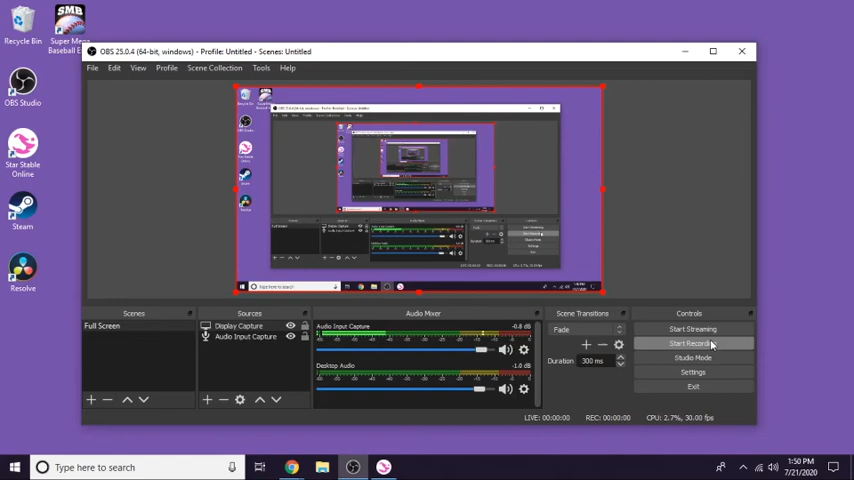 Recycle Bin
Super Mega
Baseball E
OBS Studio
Star Stable
Online
Steam
Resolve
OBS 25.0.4 (64-bit, windows) - Profile: Untitled - Scenes: Untitled
File Edit View Profile Scene Collection Tools Help
Scenes
Full Screen
Sources
Display Capture
Audio Input Capture
Audio Mixer
Audio Input Capture -0.8 dB
Desktop Audio -1.0 dB
Scene Transitions
Fade
Duration 300 ms
Controls
Start Streaming
Start Recording
Studio Mode
Settings
Exit
LIVE: 00:00:00 REC: 00:00:00 CPU: 2.7%, 30.00 fps
Type here to search
1:50 PM
7/21/2020